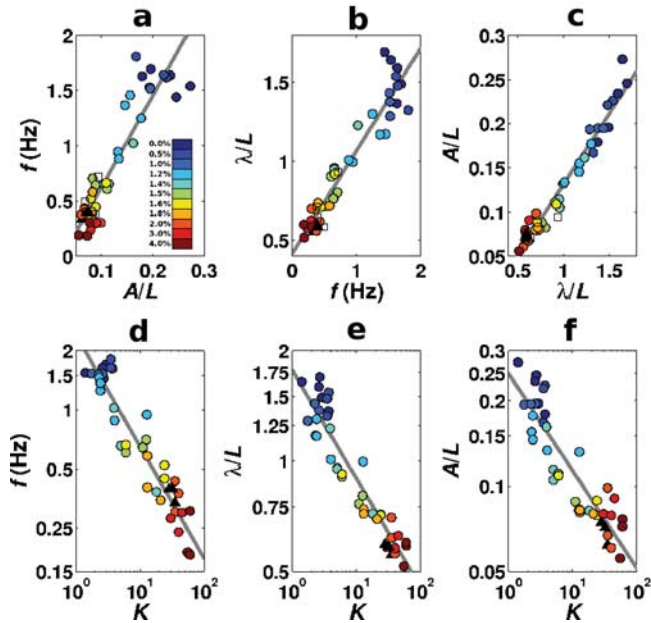 a
f (Hz)
2
1.5
1
0.5
0
0.0%
0.5%
1.0%
1.2%
1.4%
1.6%
1.8%
2.0%
3.0%
4.0%
0.1 0.2 0.3
A/L
b
λ/L
2
1.5
1
0.5
0 1 2
f (Hz)
c
A/L
0.3
0.25
0.2
0.15
0.1
0.05
0.5 1 1.5
λ/L
d
f (Hz)
2
1
0.5
0.25
0.15
10^0 10^1 10^2
K
e
λ/L
2
1.75
1.5
1.25
1
0.75
0.5
10^0 10^1 10^2
K
f
A/L
0.3
0.25
0.2
0.15
0.1
0.05
10^0 10^1 10^2
K